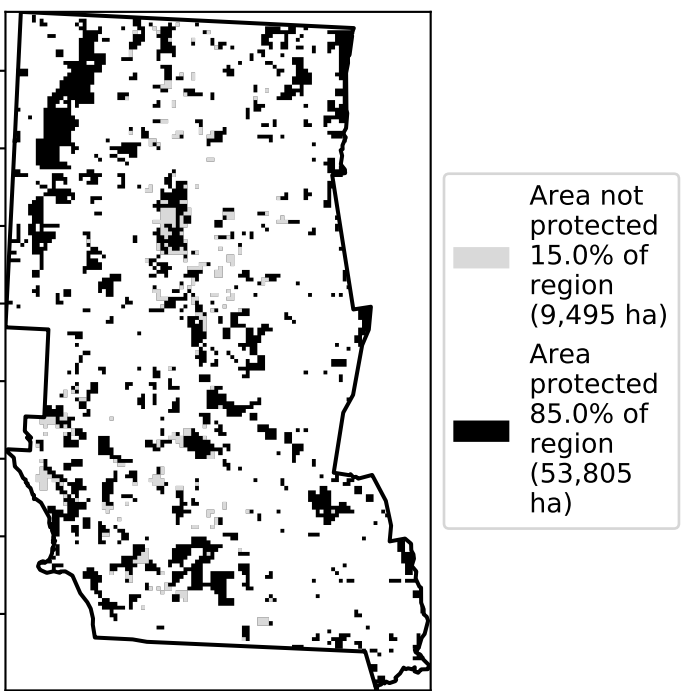 Area not
protected
15.0% of
region
(9,495 ha)
Area
protected
85.0% of
region
(53,805
ha)